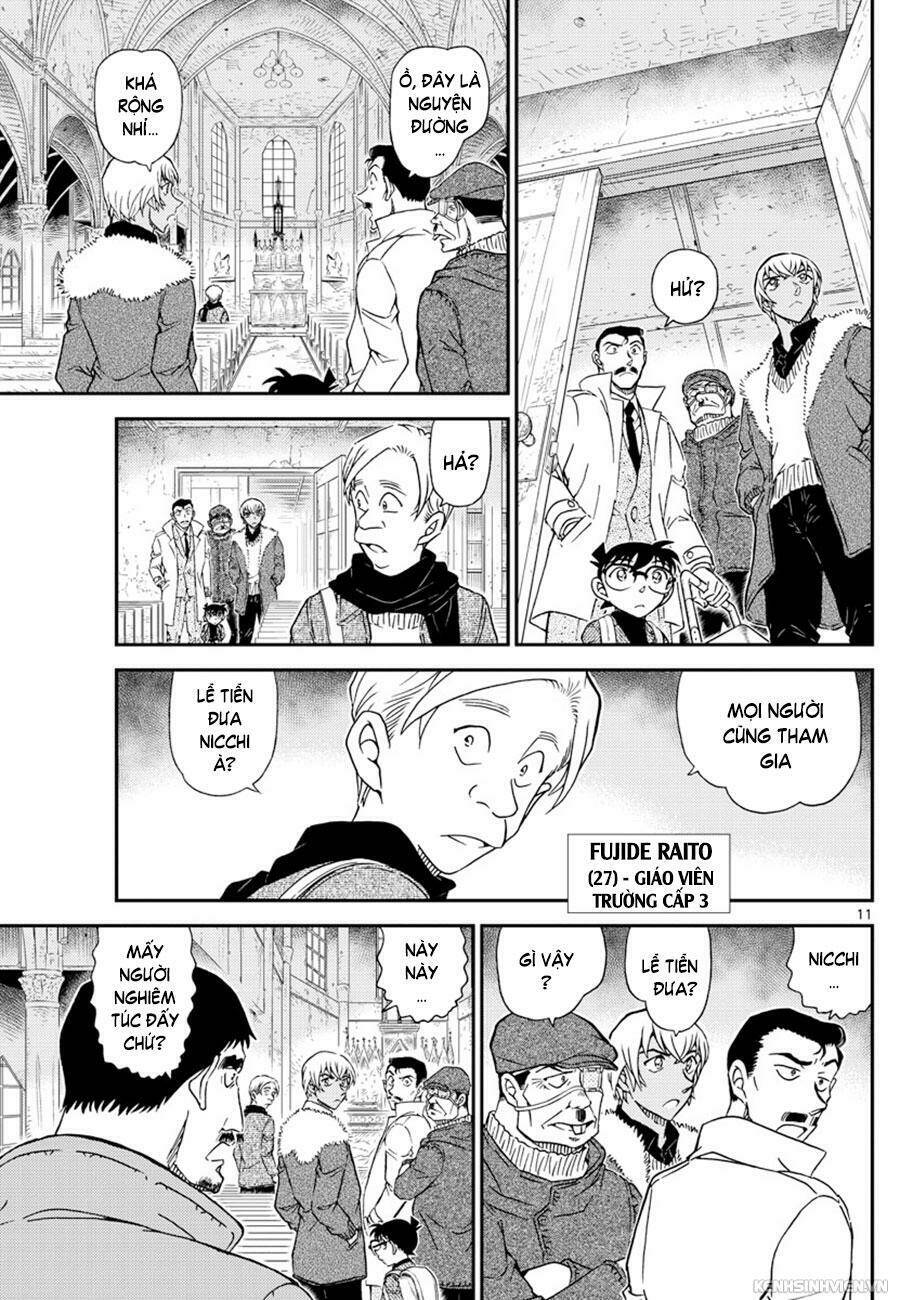 HỬ?
Ồ, ĐÂY LÀ
NGUYỆN
ĐƯỜNG
...
KHÁ
RỘNG
NHỈ...
HẢ?
MỌI NGƯỜI
CÙNG THAM
GIA
LỄ TIỄN
ĐƯA
NICCHI
À?
FUJIDE RAITO
(27) - GIÁO VIÊN
TRƯỜNG CẤP 3
11
NICCHI
...
LỄ TIỄN
ĐƯA?
GÌ VẬY
?
NÀY
NÀY
...
MẤY
NGƯỜI
NGHIÊM
TÚC ĐẤY
CHỨ?
KENHSINHVIEN.VN